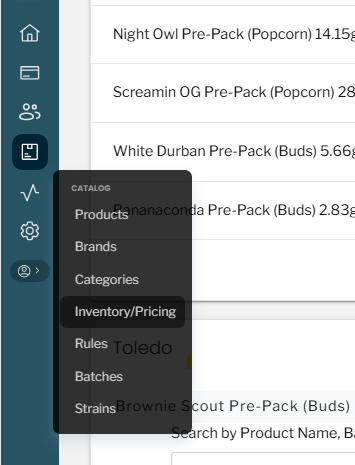 Night Owl Pre-Pack (Popcorn) 14.15g
Screamin OG Pre-Pack (Popcorn) 28
White Durban Pre-Pack (Buds) 5.66g
CATALOG
Bananaconda Pre-Pack (Buds) 2.83g
Products
Brands
Categories
Inventory/Pricing
Rules
Toledo
Batches
Strains
Brownie Scout Pre-Pack (Buds)
Search by Product Name, Ba